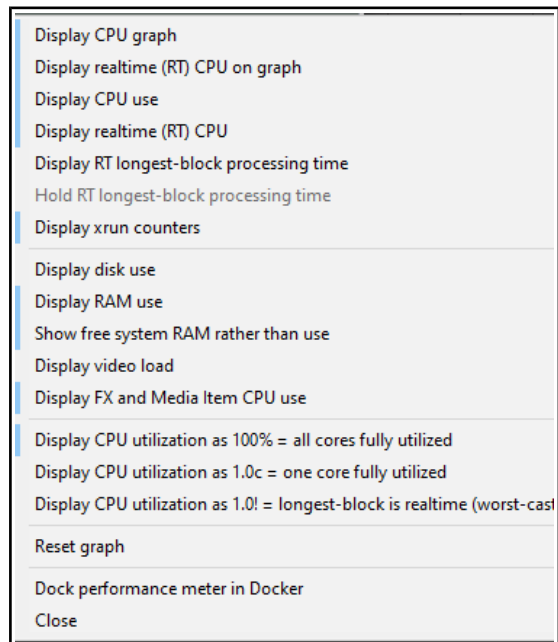 Display CPU graph
Display realtime (RT) CPU on graph
Display CPU use
Display realtime (RT) CPU
Display RT longest-block processing time
Hold RT longest-block processing time
Display xrun counters
Display disk use
Display RAM use
Show free system RAM rather than use
Display video load
Display FX and Media Item CPU use
Display CPU utilization as 100% = all cores fully utilized
Display CPU utilization as 1.0c = one core fully utilized
Display CPU utilization as 1.0! = longest-block is realtime (worst-cast
Reset graph
Dock performance meter in Docker
Close